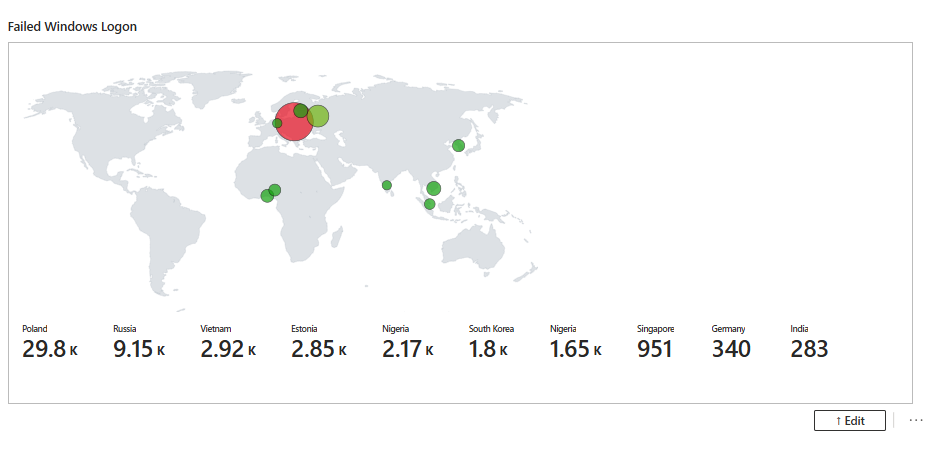 Failed Windows Logon
Poland Russia Vietnam Estonia Nigeria South Korea Nigeria Singapore Germany India
29.8 K 9.15 K 2.92 K 2.85 K 2.17 K 1.8 K 1.65 K 951 340 283
↑ Edit ...